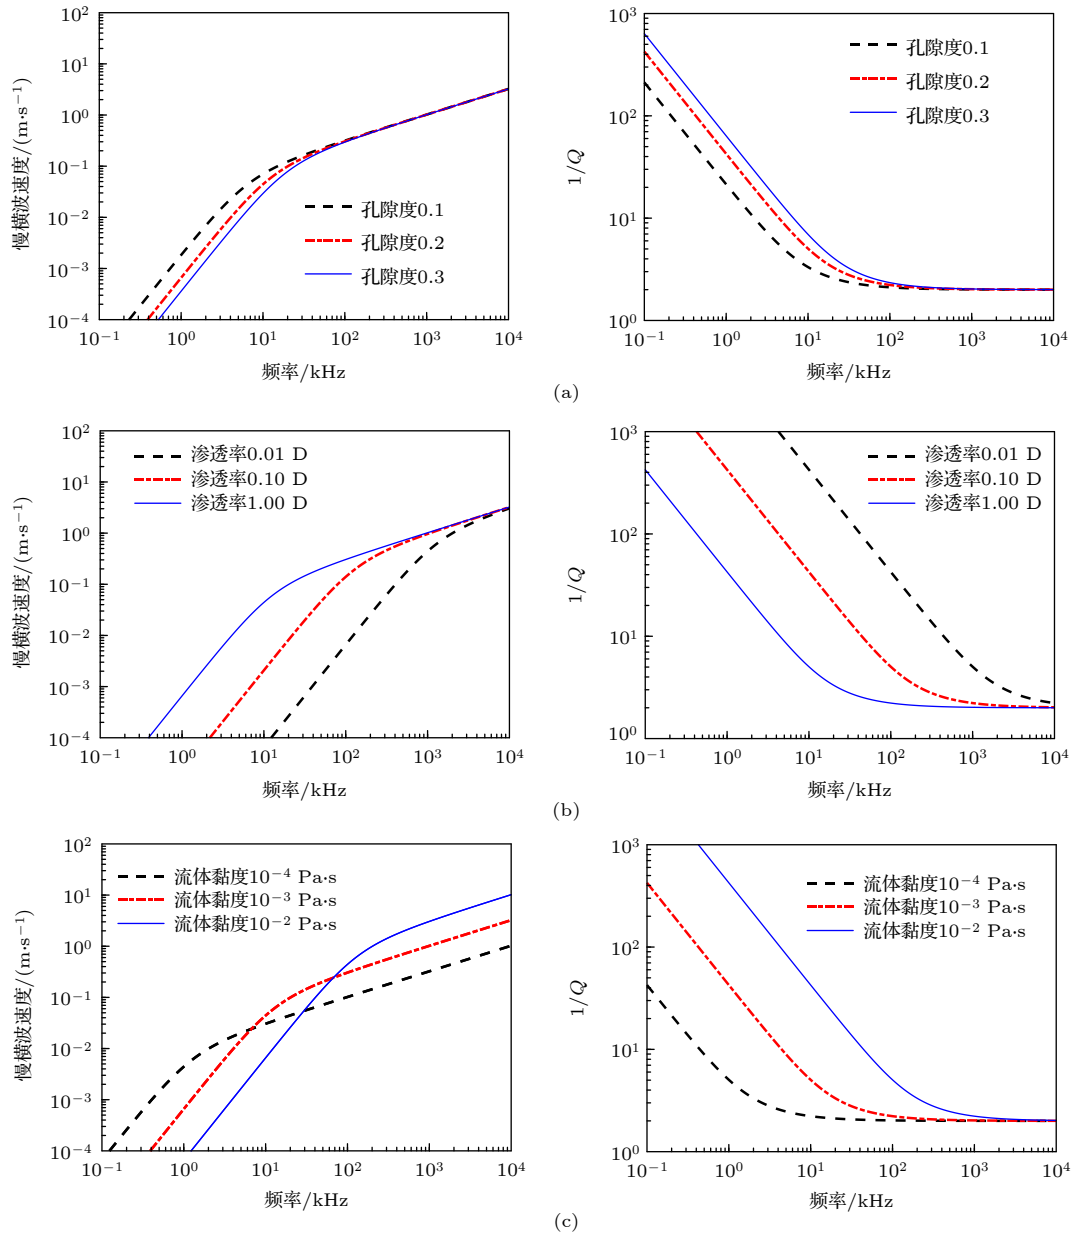 10²
10¹
10⁰
10⁻¹
10⁻²
10⁻³
10⁻⁴
慢横波速度/(m·s⁻¹)
孔隙度0.1
孔隙度0.2
孔隙度0.3
10⁻¹ 10⁰ 10¹ 10² 10³ 10⁴
频率/kHz
10³
10²
10¹
10⁰
1/Q
孔隙度0.1
孔隙度0.2
孔隙度0.3
10⁻¹ 10⁰ 10¹ 10² 10³ 10⁴
频率/kHz
(a)
10²
10¹
10⁰
10⁻¹
10⁻²
10⁻³
10⁻⁴
慢横波速度/(m·s⁻¹)
渗透率0.01 D
渗透率0.10 D
渗透率1.00 D
10⁻¹ 10⁰ 10¹ 10² 10³ 10⁴
频率/kHz
10³
10²
10¹
10⁰
1/Q
渗透率0.01 D
渗透率0.10 D
渗透率1.00 D
10⁻¹ 10⁰ 10¹ 10² 10³ 10⁴
频率/kHz
(b)
10²
10¹
10⁰
10⁻¹
10⁻²
10⁻³
10⁻⁴
慢横波速度/(m·s⁻¹)
流体黏度10⁻⁴ Pa·s
流体黏度10⁻³ Pa·s
流体黏度10⁻² Pa·s
10⁻¹ 10⁰ 10¹ 10² 10³ 10⁴
频率/kHz
10³
10²
10¹
10⁰
1/Q
流体黏度10⁻⁴ Pa·s
流体黏度10⁻³ Pa·s
流体黏度10⁻² Pa·s
10⁻¹ 10⁰ 10¹ 10² 10³ 10⁴
频率/kHz
(c)